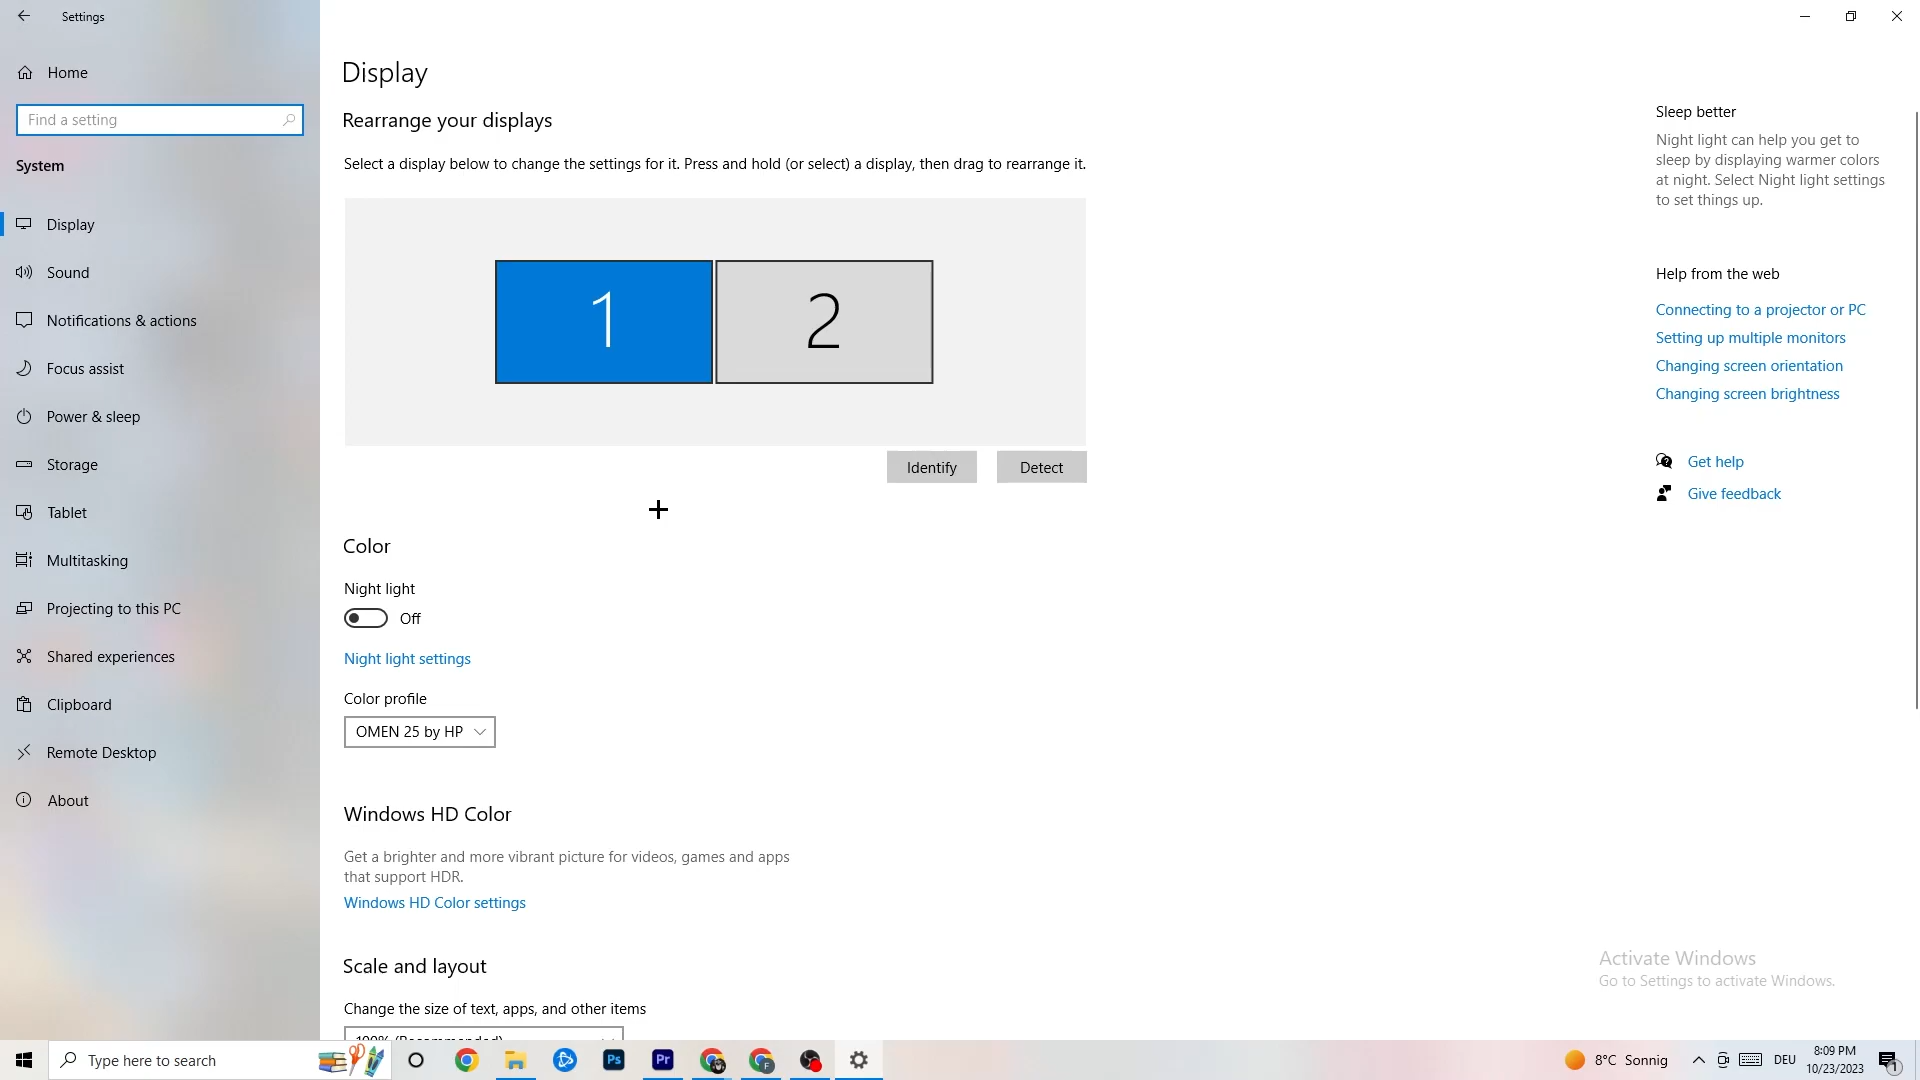 Settings
Home
Find a setting
System
Display
Sound
Notifications & actions
Focus assist
Power & sleep
Storage
Tablet
Multitasking
Projecting to this PC
Shared experiences
Clipboard
Remote Desktop
About
Display
Rearrange your displays
Select a display below to change the settings for it. Press and hold (or select) a display, then drag to rearrange it.
1
2
Identify
Detect
Color
Night light
Off
Night light settings
Color profile
OMEN 25 by HP
Windows HD Color
Get a brighter and more vibrant picture for videos, games and apps
that support HDR.
Windows HD Color settings
Scale and layout
Change the size of text, apps, and other items
100% (Recommended)
Sleep better
Night light can help you get to
sleep by displaying warmer colors
at night. Select Night light settings
to set things up.
Help from the web
Connecting to a projector or PC
Setting up multiple monitors
Changing screen orientation
Changing screen brightness
Get help
Give feedback
Activate Windows
Go to Settings to activate Windows.
Type here to search
Ps
Pr
F
8°C Sonnig
DEU
8:09 PM
10/23/2023
1